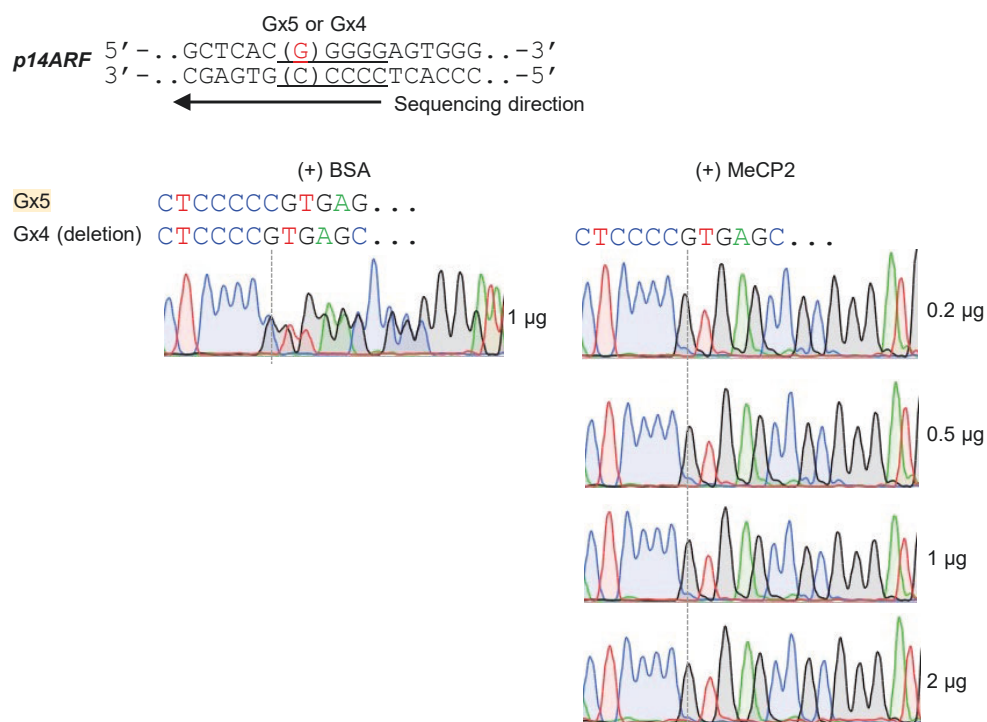 Gx5 or Gx4
p14ARF
5’-..GCTCAC(G)GGGGAGTGGG..-3’
3’-..CGAGTG(C)CCCCTCACCC..-5’
Sequencing direction
(+) BSA
(+) MeCP2
Gx5
CTCCCCCGTGAG...
Gx4 (deletion)
CTCCCCGTGAGC...
CTCCCCGTGAGC...
1 µg
0.2 µg
0.5 µg
1 µg
2 µg